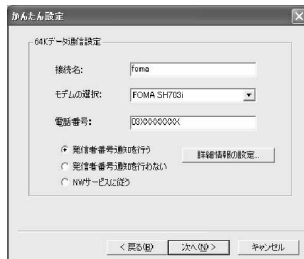 かんたん設定
64Kデータ通信設定
接続名: foma
モデムの選択: FOMA SH703i
電話番号: 03XXXXXXXX
発信者番号通知を行う
詳細情報の設定...
発信者番号通知を行わない
NWサービスに従う
< 戻る(B) 次へ(N) > キャンセル